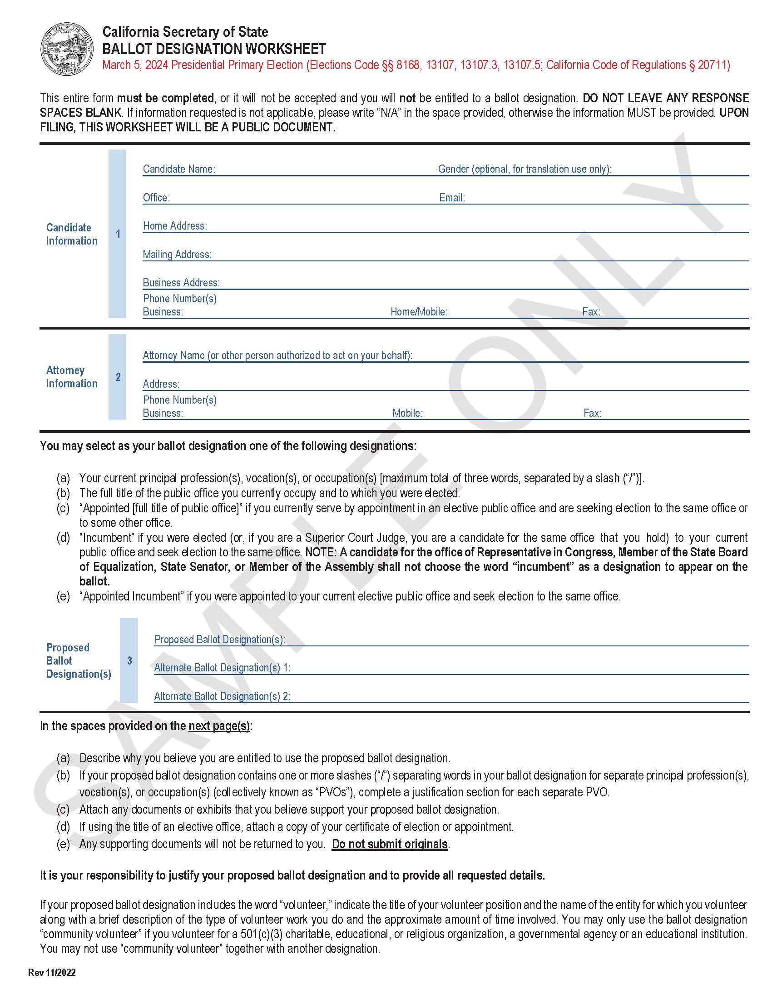 California Secretary of State
BALLOT DESIGNATION WORKSHEET
March 5, 2024 Presidential Primary Election (Elections Code §§ 8168, 13107, 13107.3, 13107.5; California Code of Regulations § 20711)
This entire form must be completed, or it will not be accepted and you will not be entitled to a ballot designation. DO NOT LEAVE ANY RESPONSE
SPACES BLANK. If information requested is not applicable, please write “N/A” in the space provided, otherwise the information MUST be provided. UPON
FILING, THIS WORKSHEET WILL BE A PUBLIC DOCUMENT.
Candidate Information
1
Candidate Name: Gender (optional, for translation use only):
Office: Email:
Home Address:
Mailing Address:
Business Address:
Phone Number(s)
Business: Home/Mobile: Fax:
Attorney Information
2
Attorney Name (or other person authorized to act on your behalf):
Address:
Phone Number(s)
Business: Mobile: Fax:
You may select as your ballot designation one of the following designations:
(a) Your current principal profession(s), vocation(s), or occupation(s) [maximum total of three words, separated by a slash (“/”)].
(b) The full title of the public office you currently occupy and to which you were elected.
(c) “Appointed [full title of public office]” if you currently serve by appointment in an elective public office and are seeking election to the same office or
to some other office.
(d) “Incumbent” if you were elected (or, if you are a Superior Court Judge, you are a candidate for the same office that you hold) to your current
public office and seek election to the same office. NOTE: A candidate for the office of Representative in Congress, Member of the State Board
of Equalization, State Senator, or Member of the Assembly shall not choose the word “incumbent” as a designation to appear on the
ballot.
(e) “Appointed Incumbent” if you were appointed to your current elective public office and seek election to the same office.
Proposed
Ballot
Designation(s)
3
Proposed Ballot Designation(s):
Alternate Ballot Designation(s) 1:
Alternate Ballot Designation(s) 2:
In the spaces provided on the next page(s):
(a) Describe why you believe you are entitled to use the proposed ballot designation.
(b) If your proposed ballot designation contains one or more slashes (“/”) separating words in your ballot designation for separate principal profession(s),
vocation(s), or occupation(s) (collectively known as “PVOs”), complete a justification section for each separate PVO.
(c) Attach any documents or exhibits that you believe support your proposed ballot designation.
(d) If using the title of an elective office, attach a copy of your certificate of election or appointment.
(e) Any supporting documents will not be returned to you. Do not submit originals.
It is your responsibility to justify your proposed ballot designation and to provide all requested details.
If your proposed ballot designation includes the word “volunteer,” indicate the title of your volunteer position and the name of the entity for which you volunteer
along with a brief description of the type of volunteer work you do and the approximate amount of time involved. You may only use the ballot designation
“community volunteer” if you volunteer for a 501(c)(3) charitable, educational, or religious organization, a governmental agency or an educational institution.
You may not use “community volunteer” together with another designation.
Rev 11/2022
SAMPLE ONLY
THE GREAT SEAL OF THE STATE OF CALIFORNIA